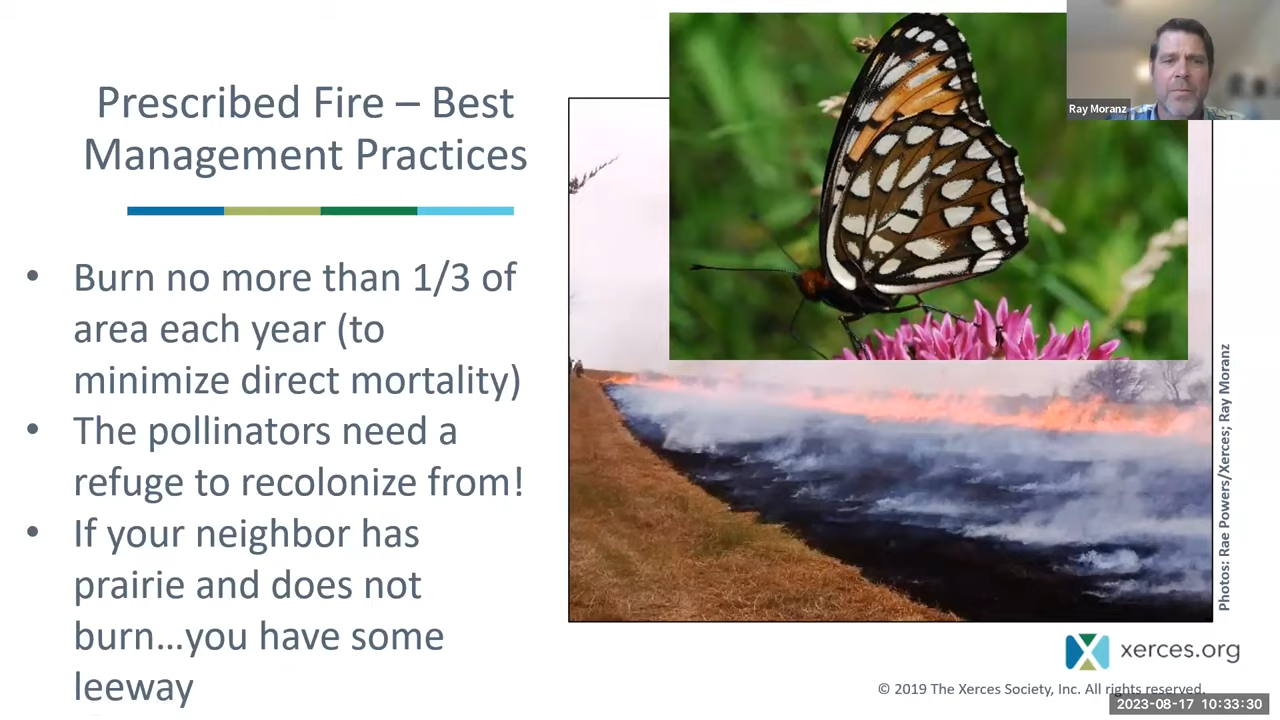 Prescribed Fire – Best
Management Practices
• Burn no more than 1/3 of
area each year (to
minimize direct mortality)
• The pollinators need a
refuge to recolonize from!
• If your neighbor has
prairie and does not
burn...you have some
leeway
Ray Moranz
Photos: Rae Powers/Xerces; Ray Moranz
xerces.org
© 2019 The Xerces Society, Inc. All rights reserved.
2023-08-17 10:33:30